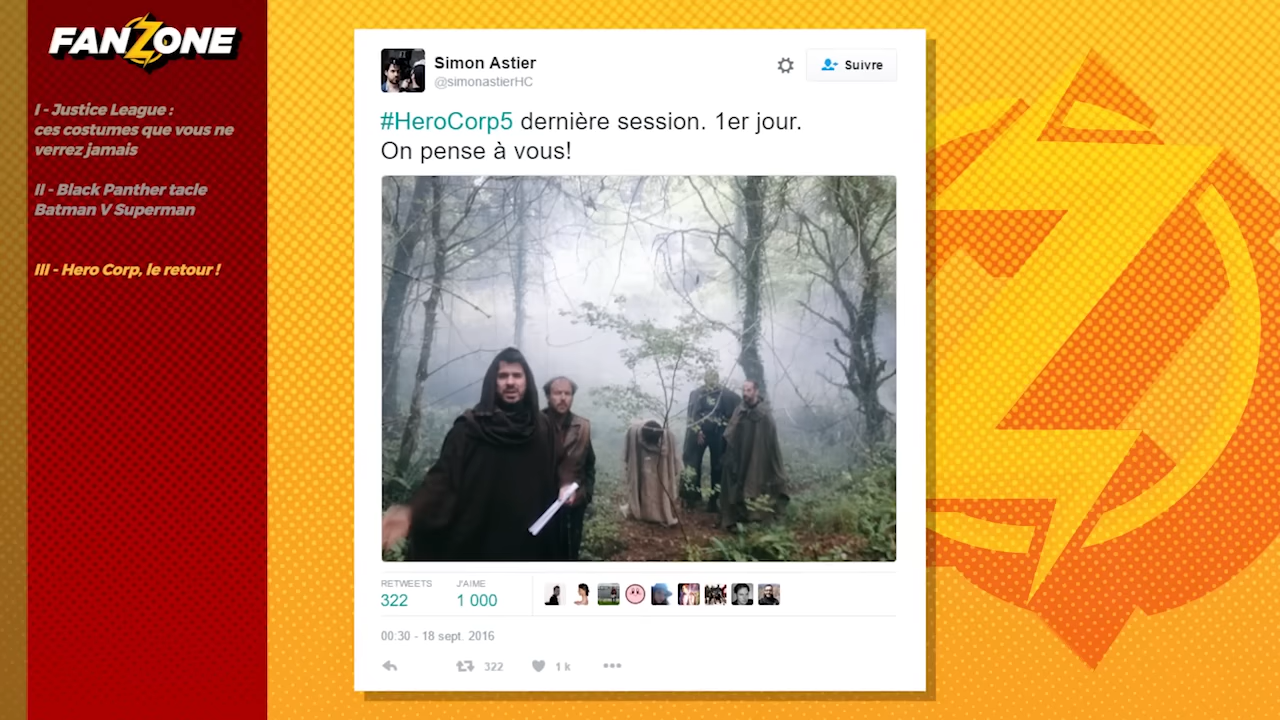 FANZONE
I - Justice League :
ces costumes que vous ne
verrez jamais
II - Black Panther tacle
Batman V Superman
III - Hero Corp, le retour !
Simon Astier
@simonastierHC
Suivre
#HeroCorp5 dernière session. 1er jour.
On pense à vous!
RETWEETS
J'AIME
322
1 000
00:30 - 18 sept. 2016
322
1 k